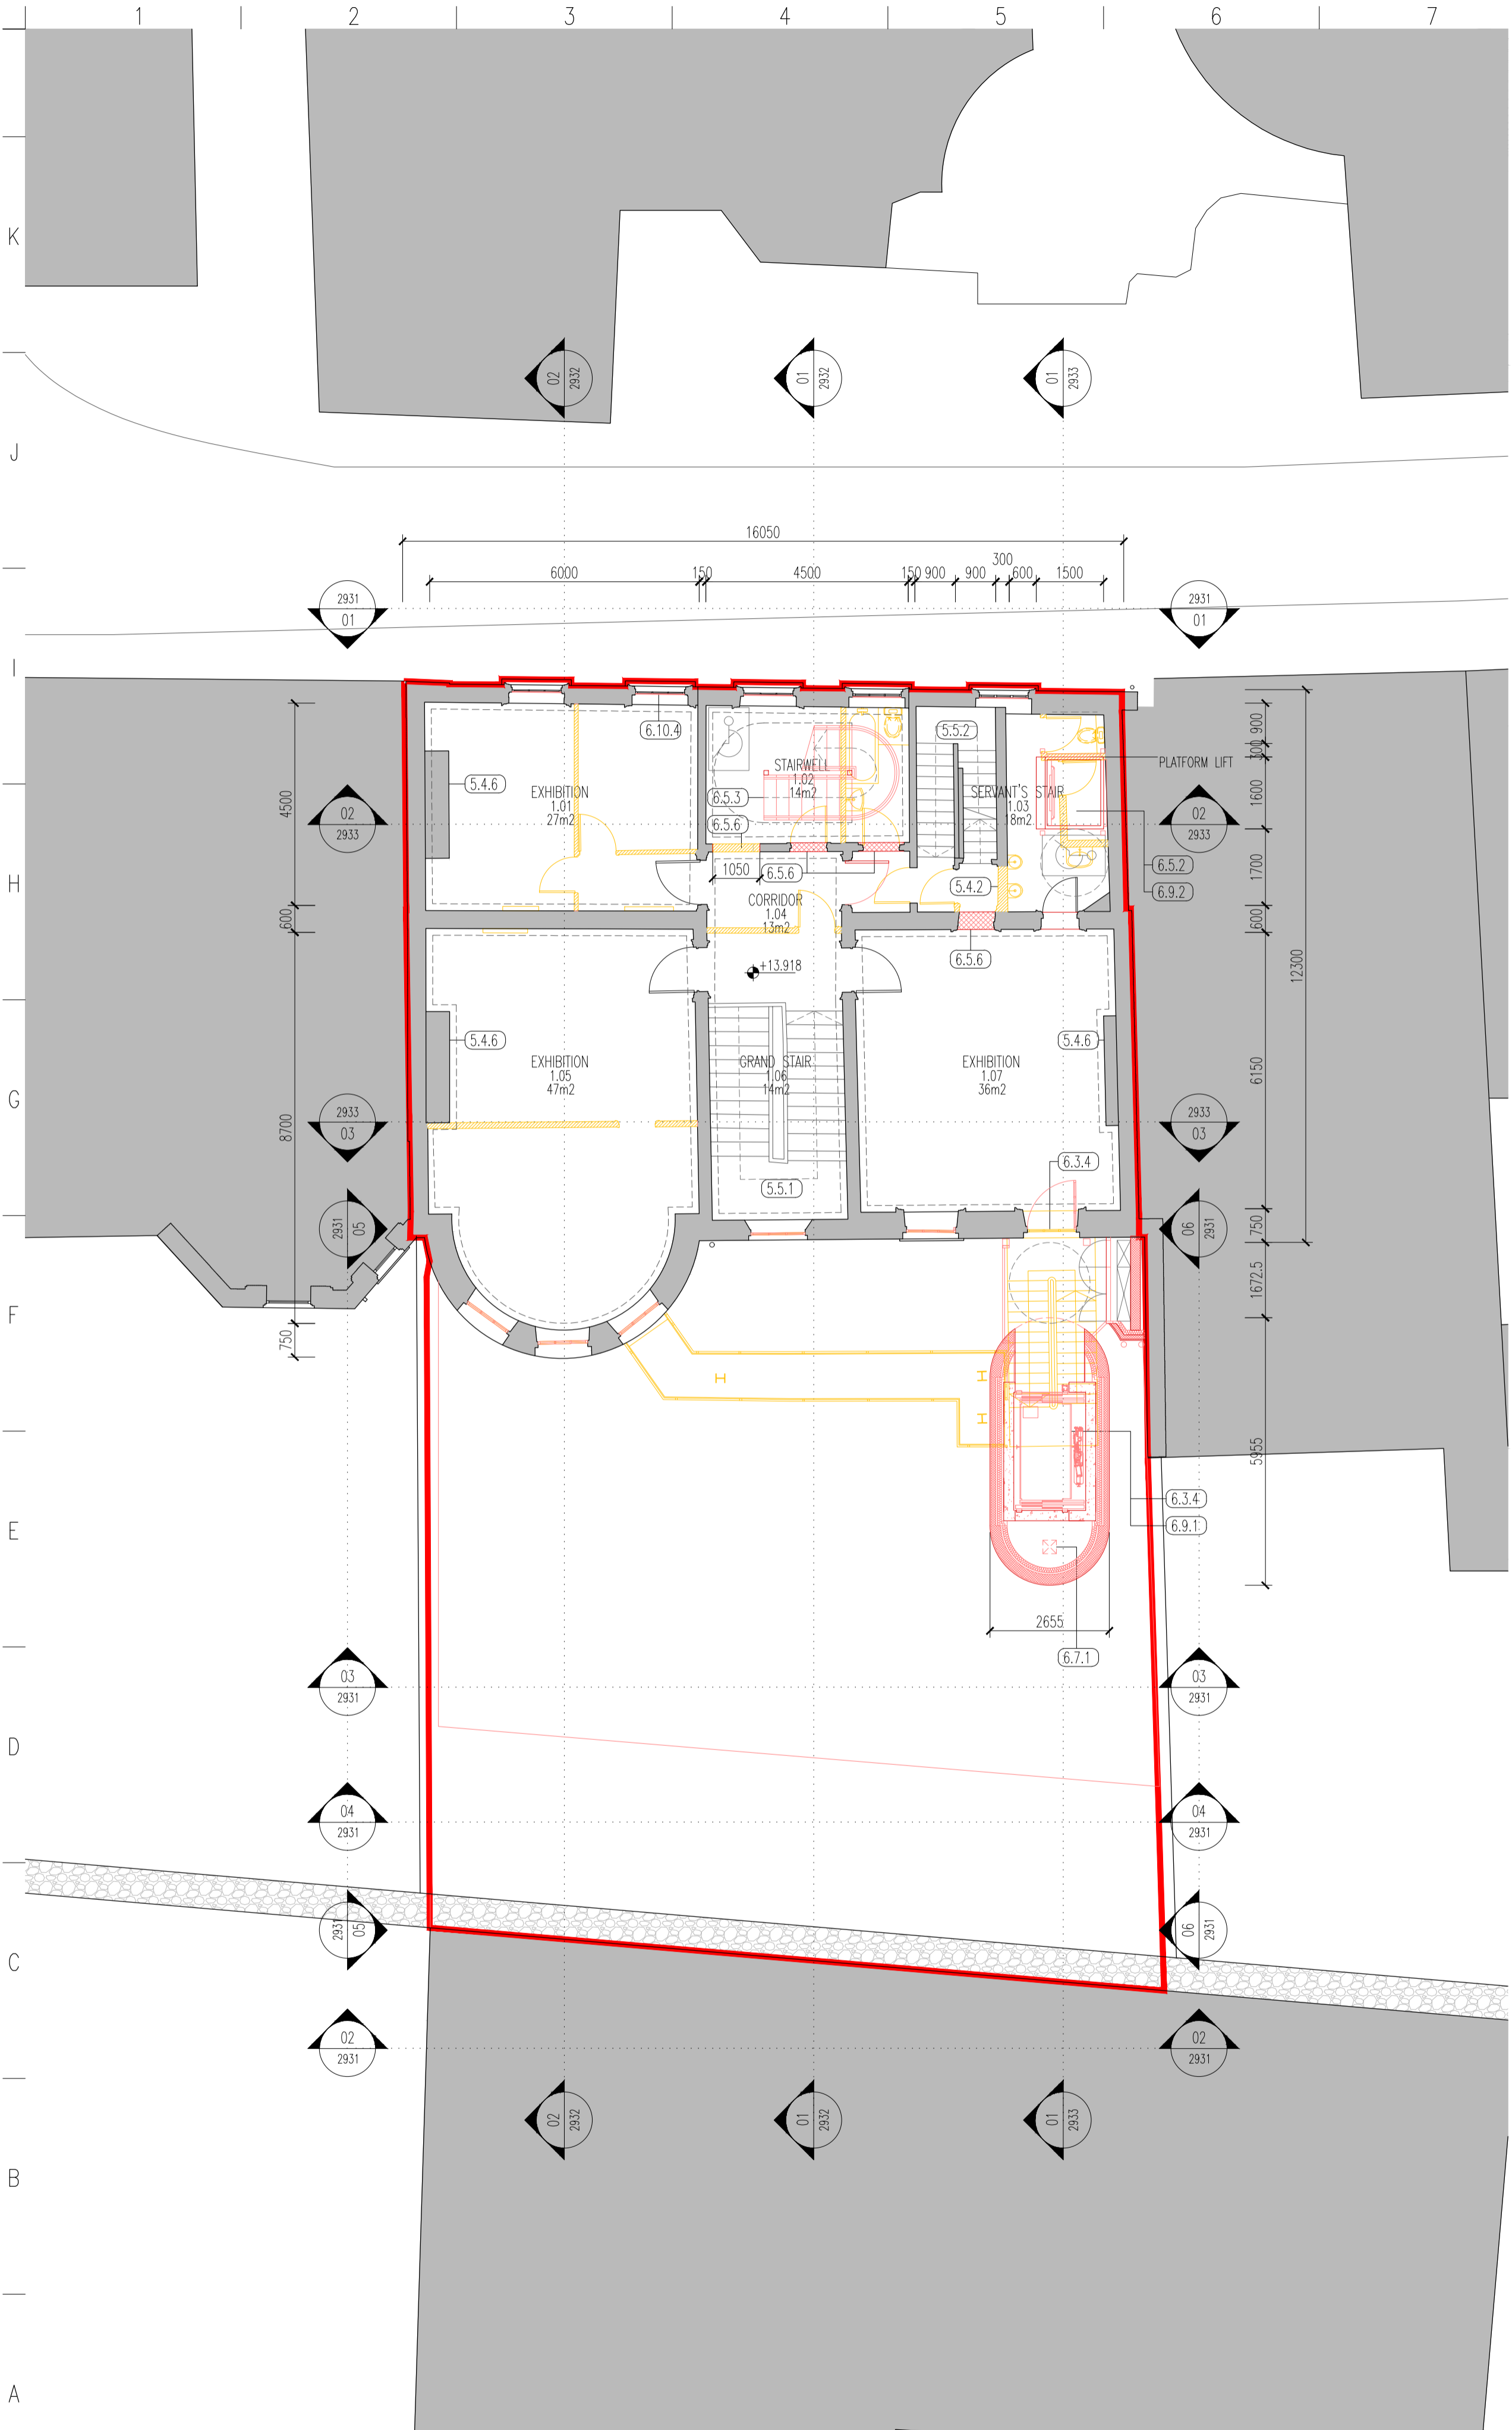 1 2 3 4 5 6 7
K
02 2932
01 2932
01 2933
J
16050
300
6000 150 4500 150 900 900 600 1500
2931 01
2931 01
I
6.10.4
5.5.2
900
300
PLATFORM LIFT
5.4.6
STAIRWELL
1.02
14m2
EXHIBITION
1.01
27m2
SERVANT'S STAIR
1.03
18m2
6.5.3
1600
4500
02 2933
02 2933
6.5.6
6.5.2
H
1050
6.5.6
5.4.2
6.9.2
1700
CORRIDOR
1.04
13m2
600
600
+13.918
6.5.6
12300
5.4.6
5.4.6
EXHIBITION
1.05
47m2
GRAND STAIR
1.06
14m2
EXHIBITION
1.07
36m2
6150
G
8700
2933 03
2933 03
6.3.4
5.5.1
2931 05
06 2931
750
1672.5
F
750
H
H
H
5955
6.3.4
6.9.1
E
2655
6.7.1
03 2931
03 2931
D
04 2931
04 2931
2931 05
06 2931
C
02 2931
02 2931
02 2932
01 2932
01 2933
B
A